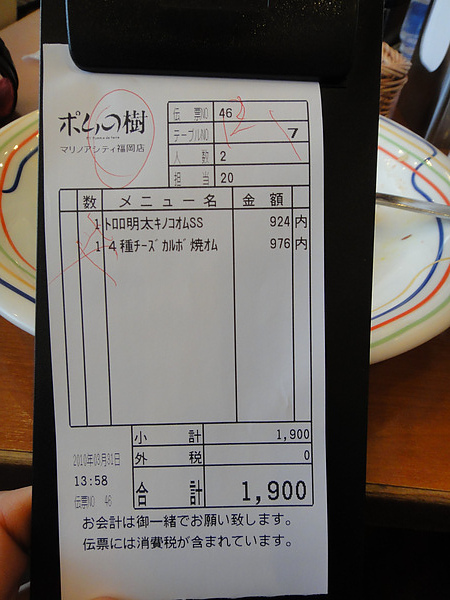 ポムの樹
マリノアシティ福岡店
伝 票NO 46
テーブルNO 7
人 数 2
担 当 20
数 メニュー名 金 額
1 トロロ明太キノコオムSS 924 内
1 4種チーズカルボ焼オム 976 内
小 計 1,900
外 税 0
合 計 1,900
2010年03月31日
13:58
伝票NO 46
お会計は御一緒でお願い致します。
伝票には消費税が含まれています。